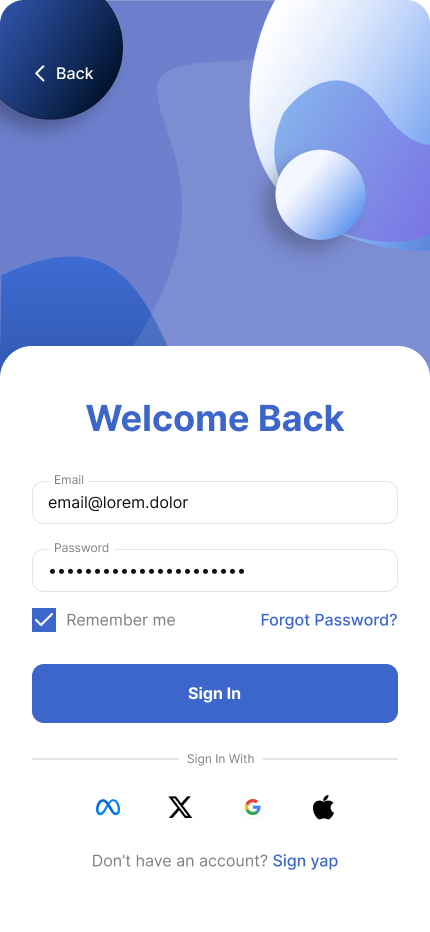 Back
Welcome Back
Email
email@lorem.dolor
Password
Remember me
Forgot Password?
Sign In
Sign In With
Don’t have an account? Sign yap